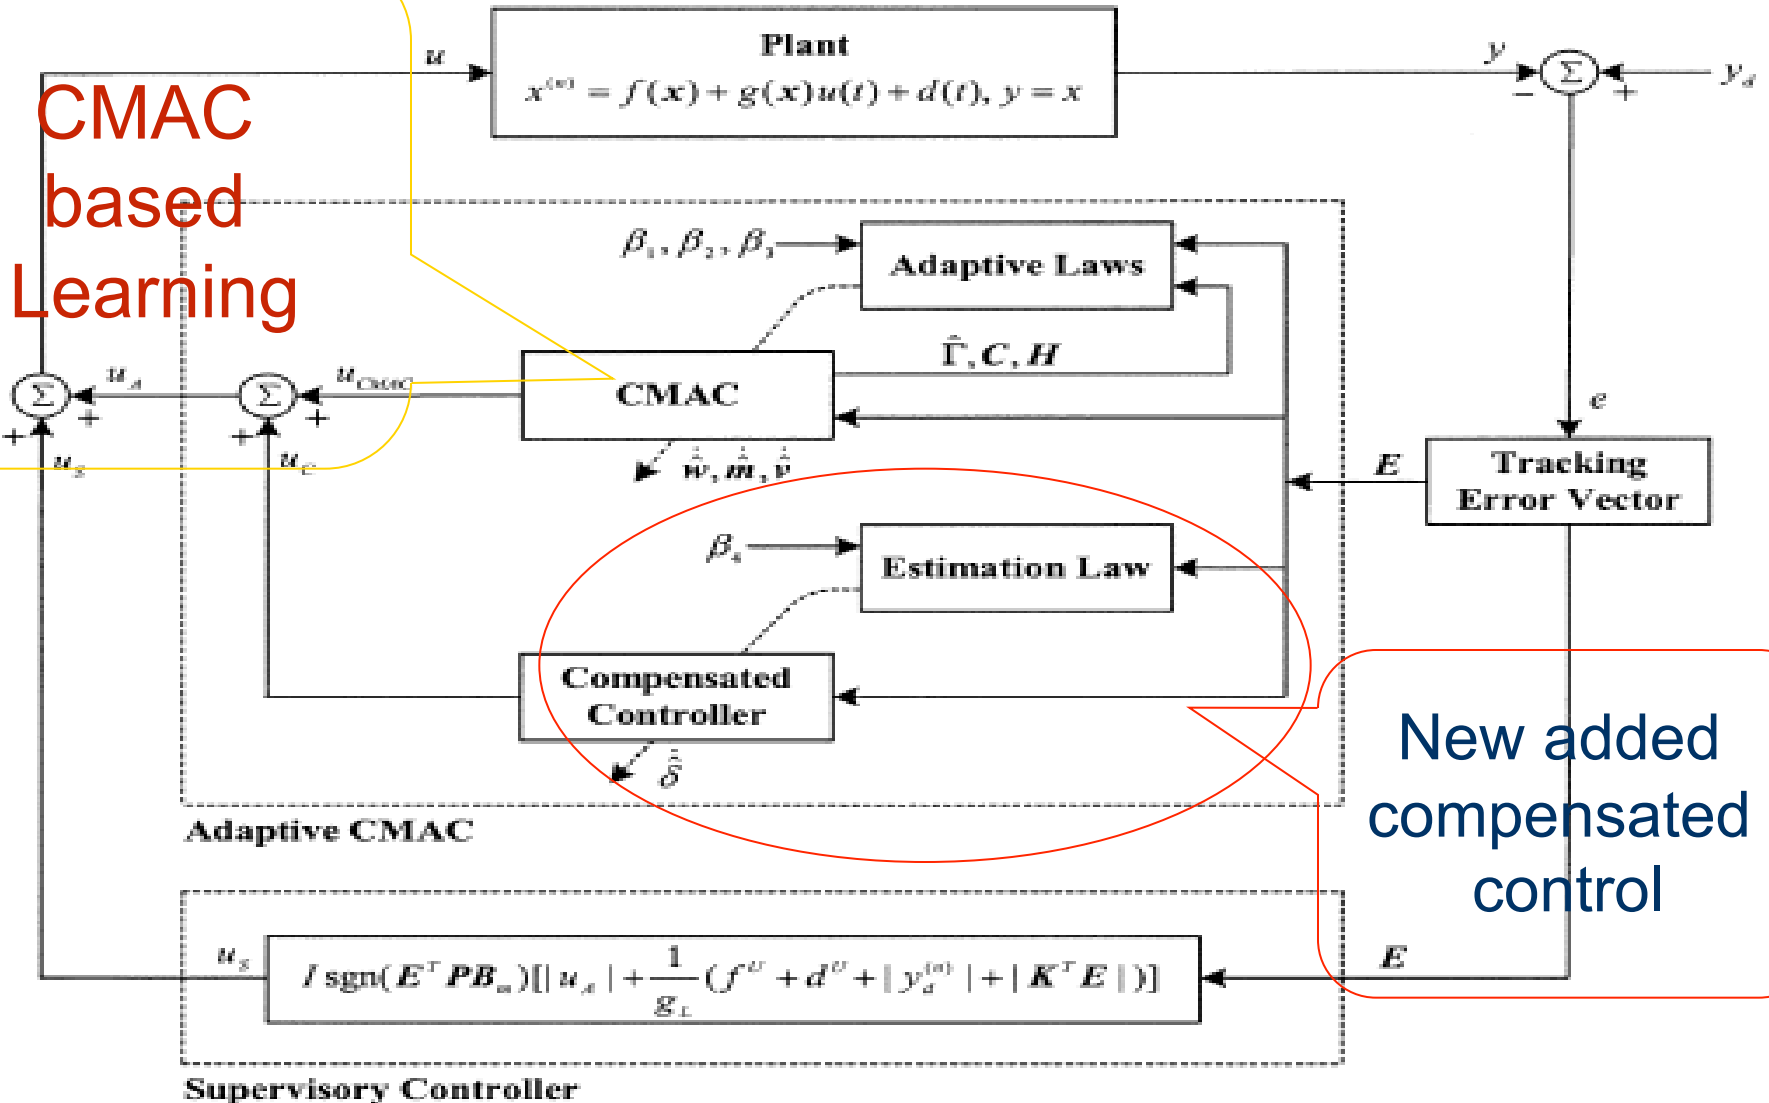 Plant
u
y
Σ
y_d
x^(n) = f(x) + g(x)u(t) + d(t), y = x
−
+
CMAC
based
Learning
β₁, β₂, β₃
Adaptive Laws
Γ̂, C, H
u_A
u_CMAC
Σ
Σ
CMAC
e
+
+
+
+
u_S
u_C
ŵ̇, m̂̇, v̂̇
E
Tracking
Error Vector
β₄
Estimation Law
Compensated
Controller
δ̂̇
New added
compensated
control
Adaptive CMAC
u_S
I sgn(E^T PB_m)[| u_A | + 1/g_L (f^U + d^U + | y_d^(n) | + | K^T E | )]
E
Supervisory Controller